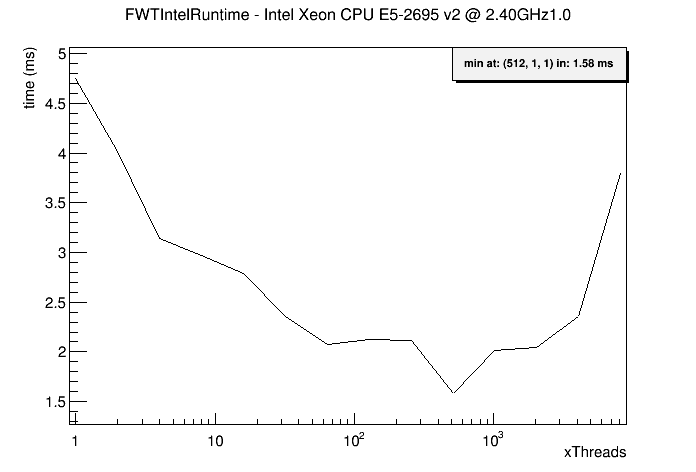 FWTIntelRuntime - Intel Xeon CPU E5-2695 v2 @ 2.40GHz1.0
time (ms)
min at: (512, 1, 1) in: 1.58 ms
5
4.5
4
3.5
3
2.5
2
1.5
1 10 10² 10³
xThreads